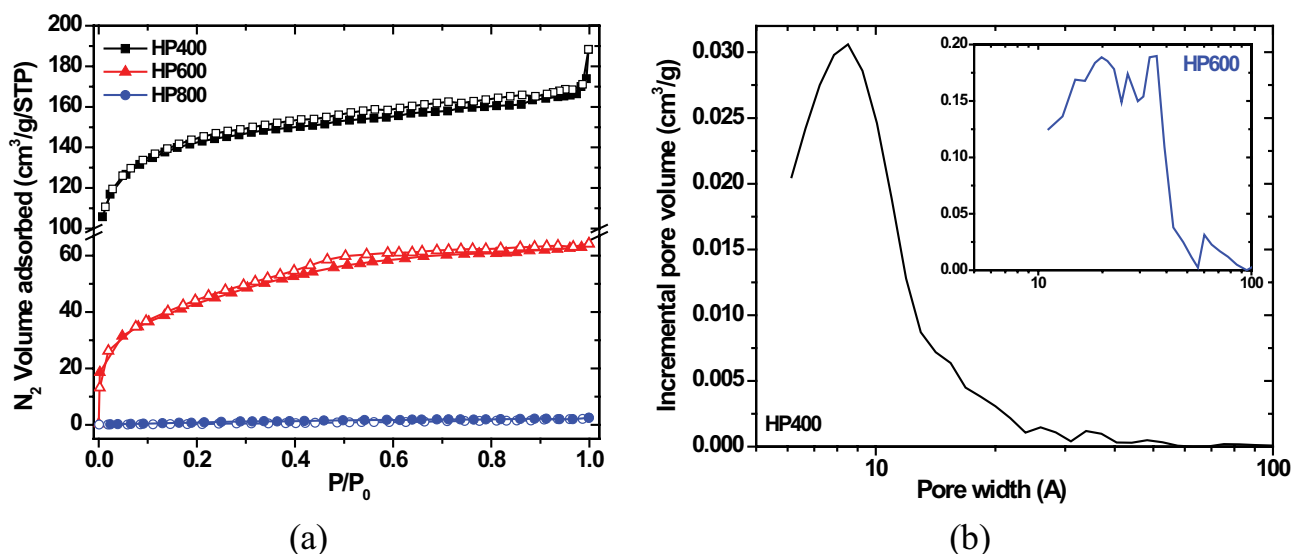 N2 Volume adsorbed (cm3/g/STP)
200
180
160
140
120
100
60
40
20
0
HP400
HP600
HP800
0.0 0.2 0.4 0.6 0.8 1.0
P/P0
(a)
Incremental pore volume (cm3/g)
0.030
0.025
0.020
0.015
0.010
0.005
0.000
HP400
10 100
Pore width (A)
0.20
0.15
0.10
0.05
0.00
HP600
10 100
(b)